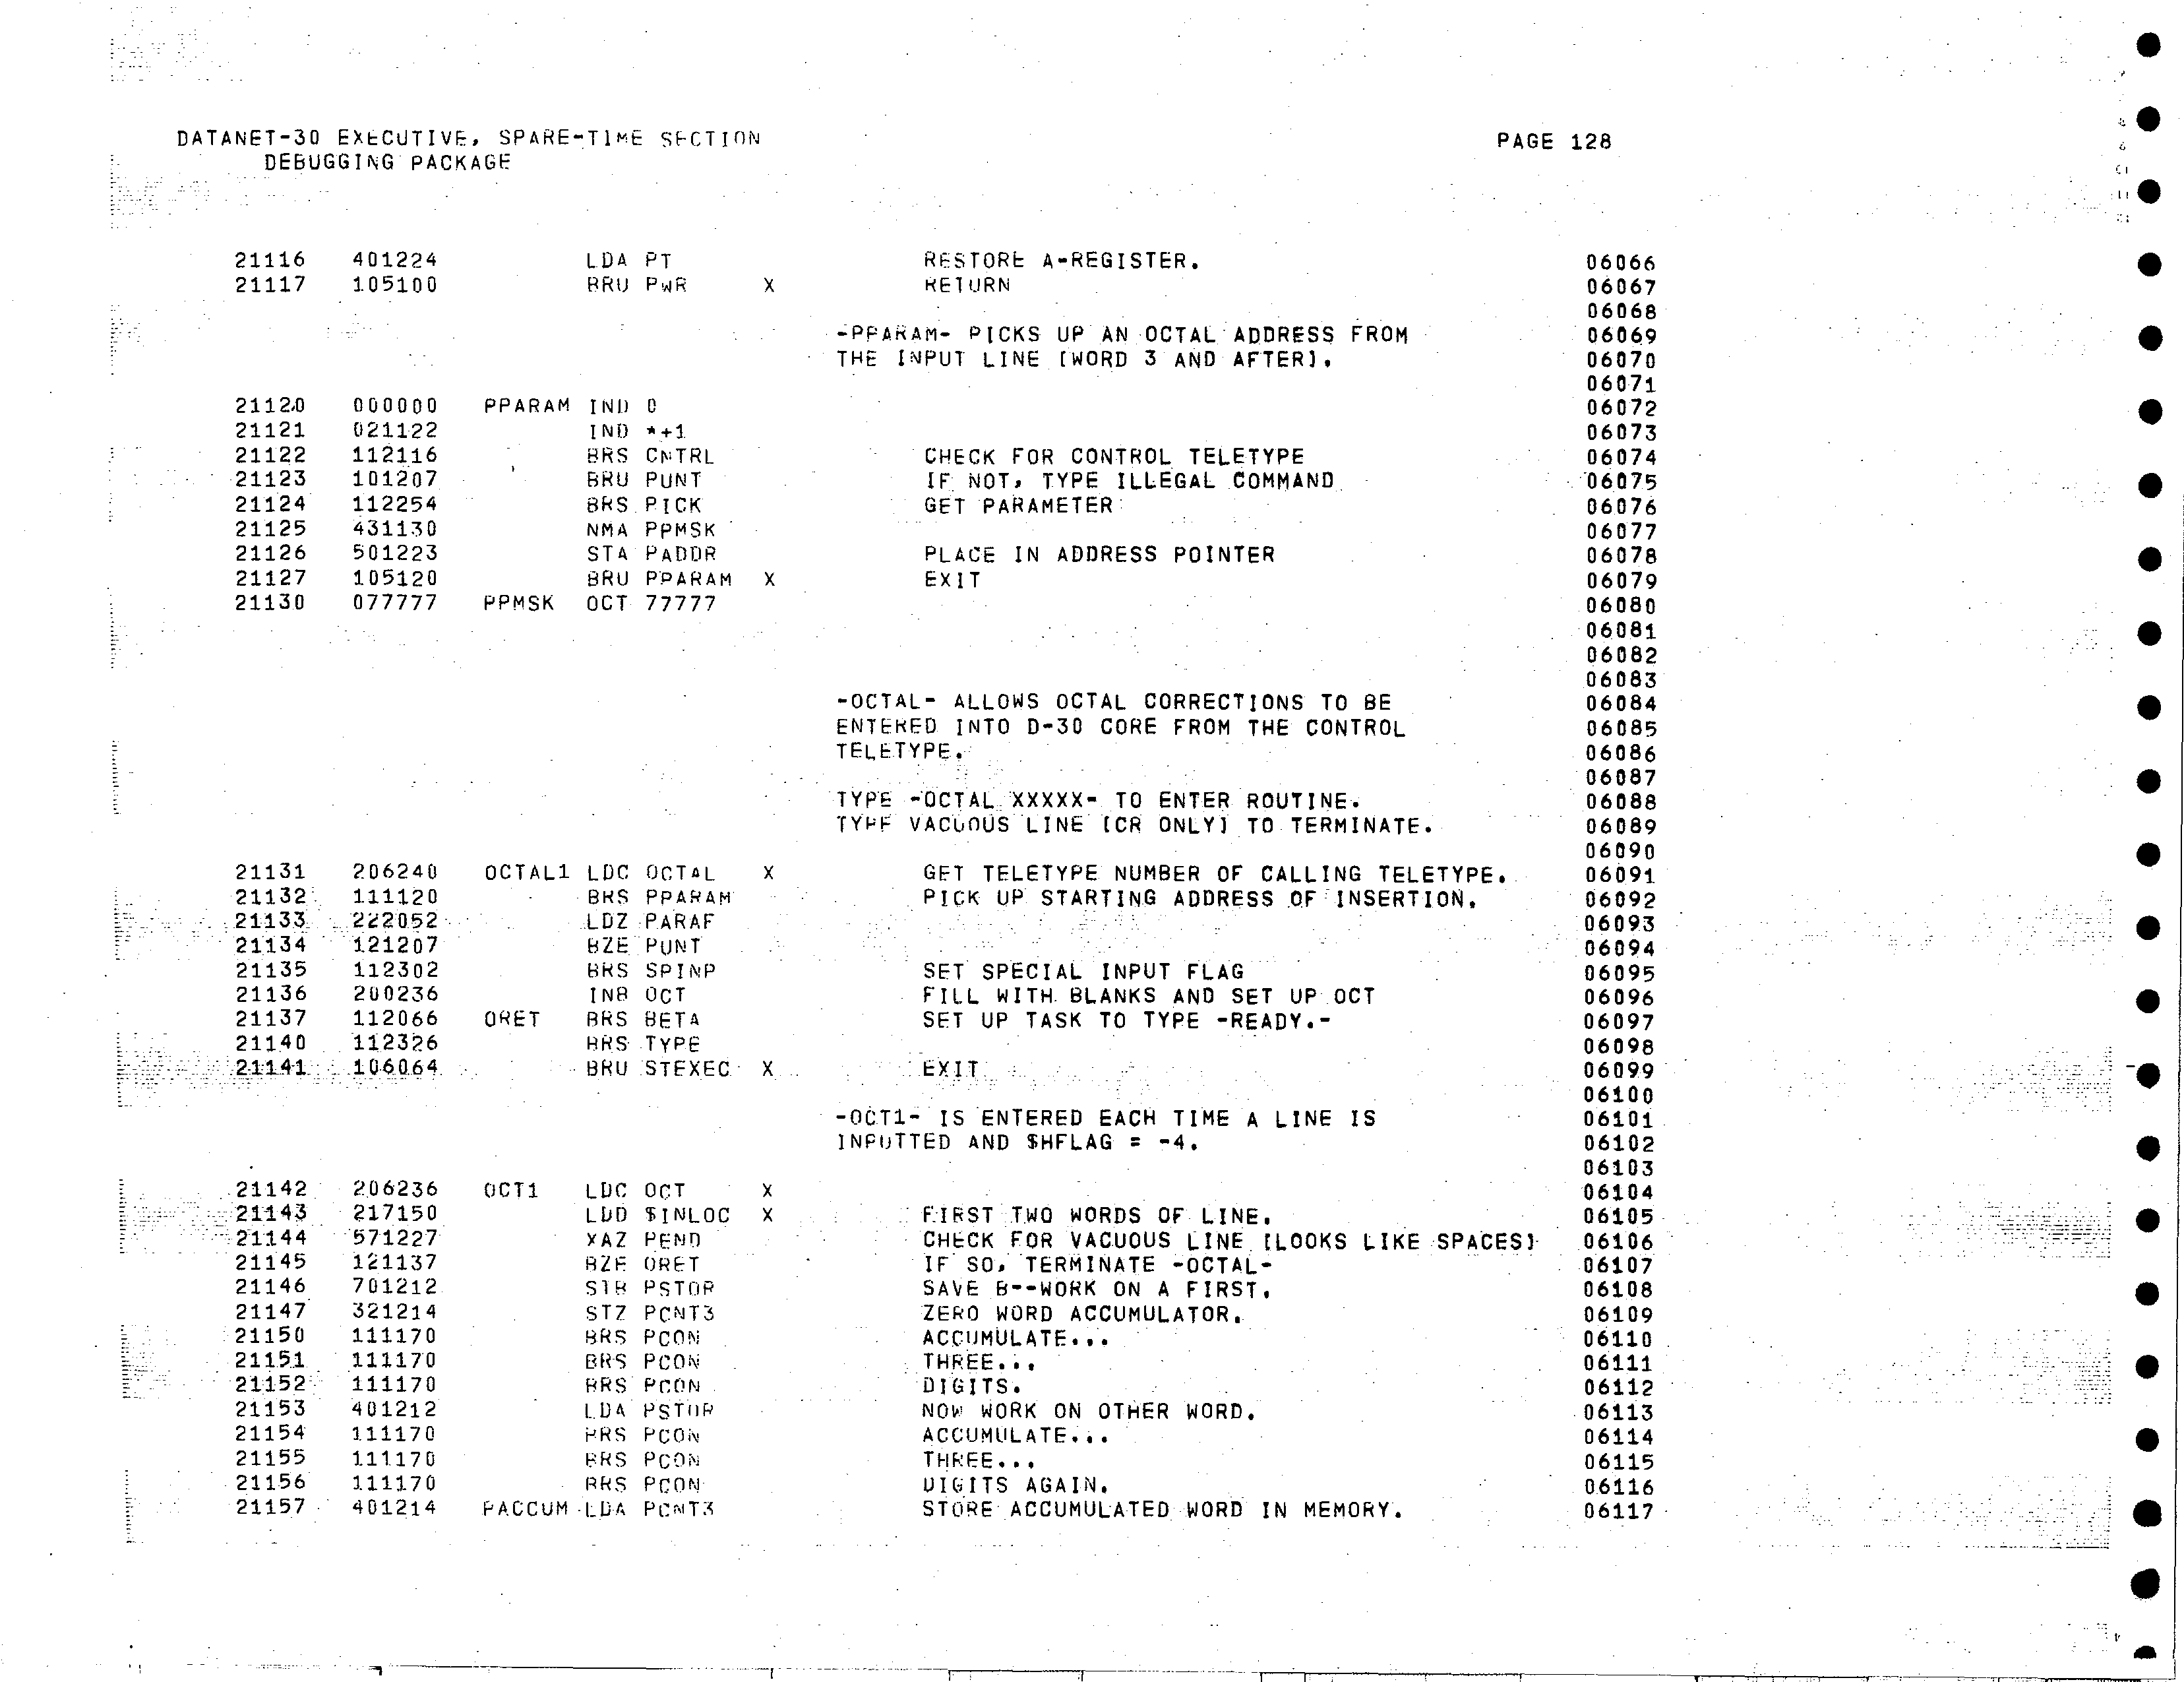 DATANET-30 EXECUTIVE, SPARE-TIME SECTION PAGE 128
DEBUGGING PACKAGE
21116 401224 LDA PT RESTORE A-REGISTER. 06066
21117 105100 BRU PWR X RETURN 06067
06068
-PPARAM- PICKS UP AN OCTAL ADDRESS FROM 06069
THE INPUT LINE [WORD 3 AND AFTER]. 06070
06071
21120 000000 PPARAM IND 0 06072
21121 021122 IND *+1 06073
21122 112116 BRS CNTRL CHECK FOR CONTROL TELETYPE 06074
21123 101207 BRU PUNT IF NOT, TYPE ILLEGAL COMMAND 06075
21124 112254 BRS PICK GET PARAMETER 06076
21125 431130 NMA PPMSK 06077
21126 501223 STA PADDR PLACE IN ADDRESS POINTER 06078
21127 105120 BRU PPARAM X EXIT 06079
21130 077777 PPMSK OCT 77777 06080
06081
06082
06083
-OCTAL- ALLOWS OCTAL CORRECTIONS TO BE 06084
ENTERED INTO D-30 CORE FROM THE CONTROL 06085
TELETYPE. 06086
06087
TYPE -OCTAL XXXXX- TO ENTER ROUTINE. 06088
TYPE VACUOUS LINE [CR ONLY] TO TERMINATE. 06089
06090
21131 206240 OCTAL1 LDC OCTAL X GET TELETYPE NUMBER OF CALLING TELETYPE. 06091
21132 111120 BRS PPARAM PICK UP STARTING ADDRESS OF INSERTION. 06092
21133 222052 LDZ PARAF 06093
21134 121207 BZE PUNT 06094
21135 112302 BRS SPINP SET SPECIAL INPUT FLAG 06095
21136 200236 INB OCT FILL WITH BLANKS AND SET UP OCT 06096
21137 112066 ORET BRS BETA SET UP TASK TO TYPE -READY.- 06097
21140 112326 BRS TYPE 06098
21141 106064 BRU STEXEC X EXIT 06099
06100
-OCT1- IS ENTERED EACH TIME A LINE IS 06101
INPUTTED AND $HFLAG = -4. 06102
06103
21142 206236 OCT1 LDC OCT X 06104
21143 217150 LDD $INLOC X FIRST TWO WORDS OF LINE. 06105
21144 571227 XAZ PEND CHECK FOR VACUOUS LINE [LOOKS LIKE SPACES] 06106
21145 121137 BZE ORET IF SO, TERMINATE -OCTAL- 06107
21146 701212 STB PSTOR SAVE B--WORK ON A FIRST. 06108
21147 321214 STZ PCNT3 ZERO WORD ACCUMULATOR. 06109
21150 111170 BRS PCON ACCUMULATE... 06110
21151 111170 BRS PCON THREE... 06111
21152 111170 BRS PCON DIGITS. 06112
21153 401212 LDA PSTOR NOW WORK ON OTHER WORD. 06113
21154 111170 BRS PCON ACCUMULATE... 06114
21155 111170 BRS PCON THREE... 06115
21156 111170 BRS PCON DIGITS AGAIN. 06116
21157 401214 PACCUM LDA PCNT3 STORE ACCUMULATED WORD IN MEMORY. 06117